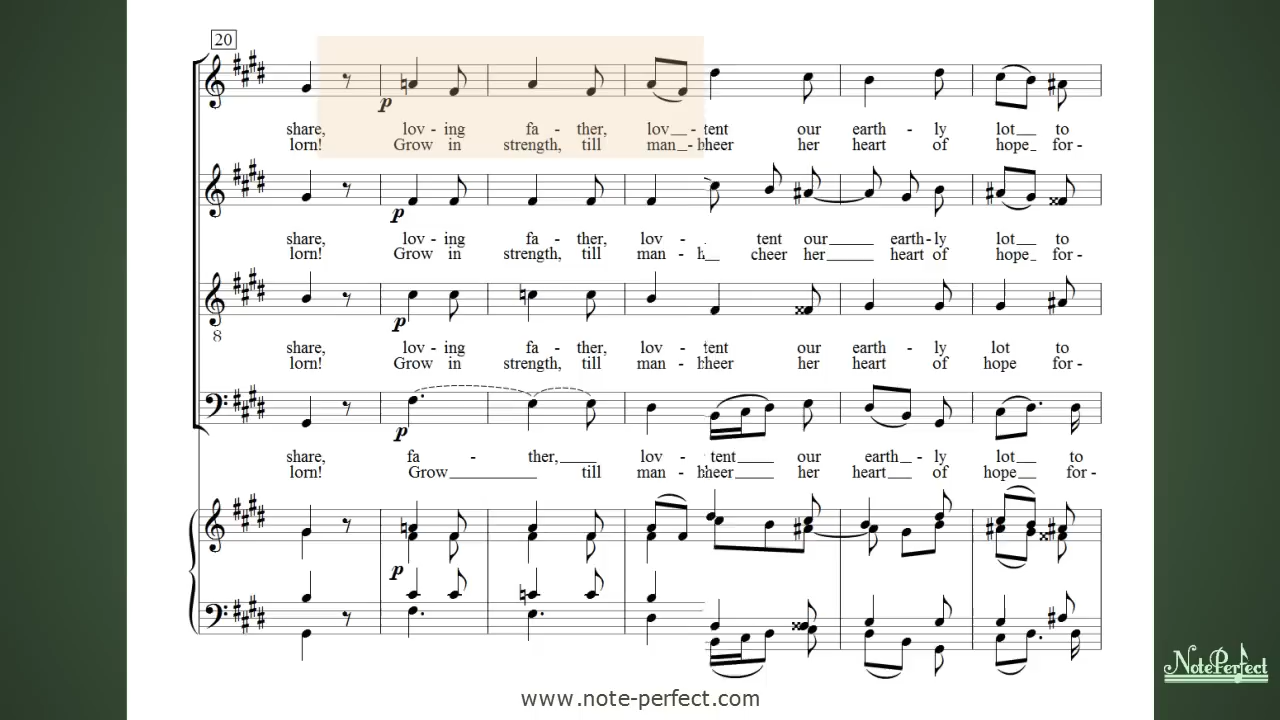 20
p
share, lov - ing fa - ther, lov - tent our earth - ly lot to
lorn! Grow in strength, till man - cheer her heart of hope for -
p
share, lov - ing fa - ther, lov - tent our earth - ly lot to
lorn! Grow in strength, till man - h cheer her heart of hope for -
8
p
share, lov - ing fa - ther, lov - tent our earth - ly lot to
lorn! Grow in strength, till man - cheer her heart of hope for -
p
share, fa - ther, lov - tent our earth - ly lot to
lorn! Grow till man - cheer her heart of hope for -
p
www.note-perfect.com
NotePerfect